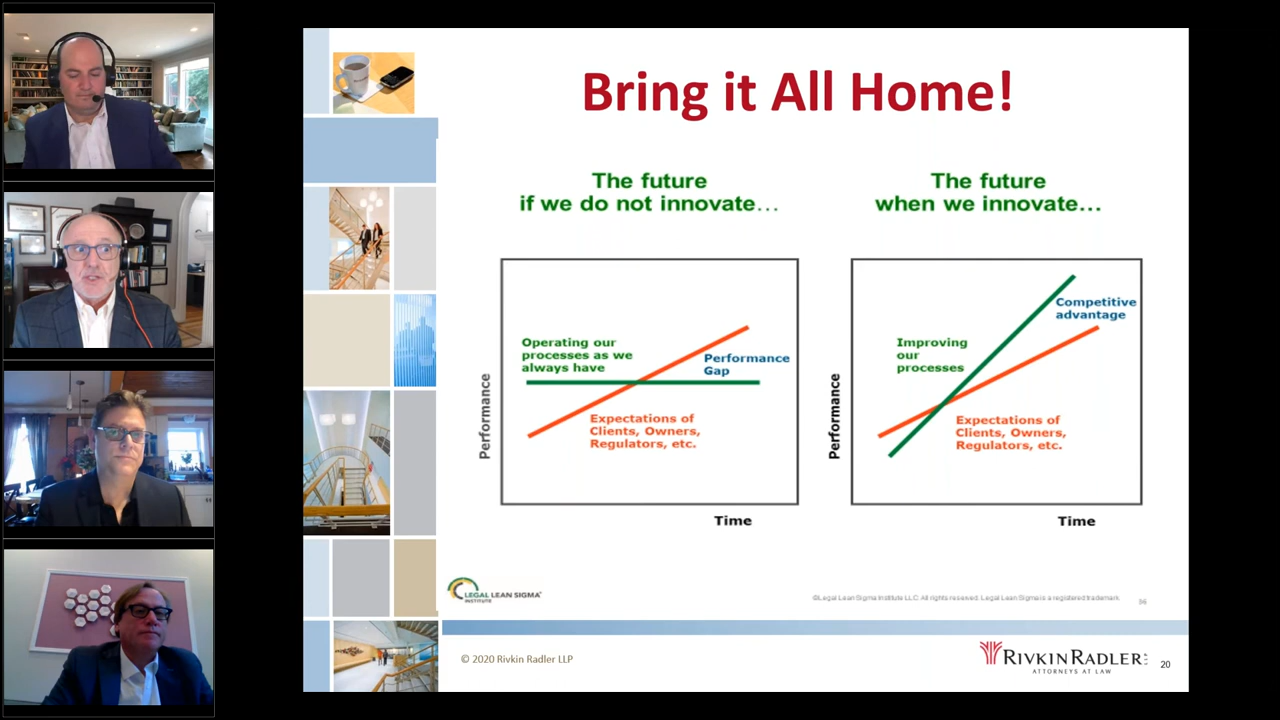 Bring it All Home!
The future
if we do not innovate...
The future
when we innovate...
Operating our
processes as we
always have
Performance
Gap
Expectations of
Clients, Owners,
Regulators, etc.
Performance
Time
Competitive
advantage
Improving
our
processes
Expectations of
Clients, Owners,
Regulators, etc.
Performance
Time
LEGAL LEAN SIGMA
INSTITUTE
©Legal Lean Sigma Institute LLC. All rights reserved. Legal Lean Sigma is a registered trademark.
36
© 2020 Rivkin Radler LLP
RIVKIN RADLER LLP
ATTORNEYS AT LAW
20